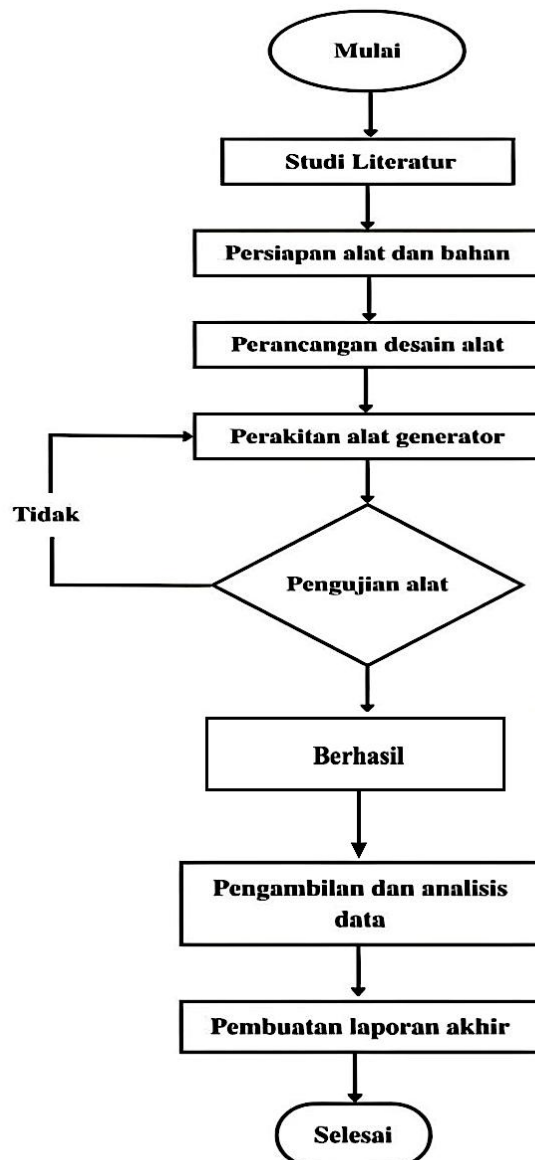 Mulai
Studi Literatur
Persiapan alat dan bahan
Perancangan desain alat
Perakitan alat generator
Tidak
Pengujian alat
Berhasil
Pengambilan dan analisis
data
Pembuatan laporan akhir
Selesai